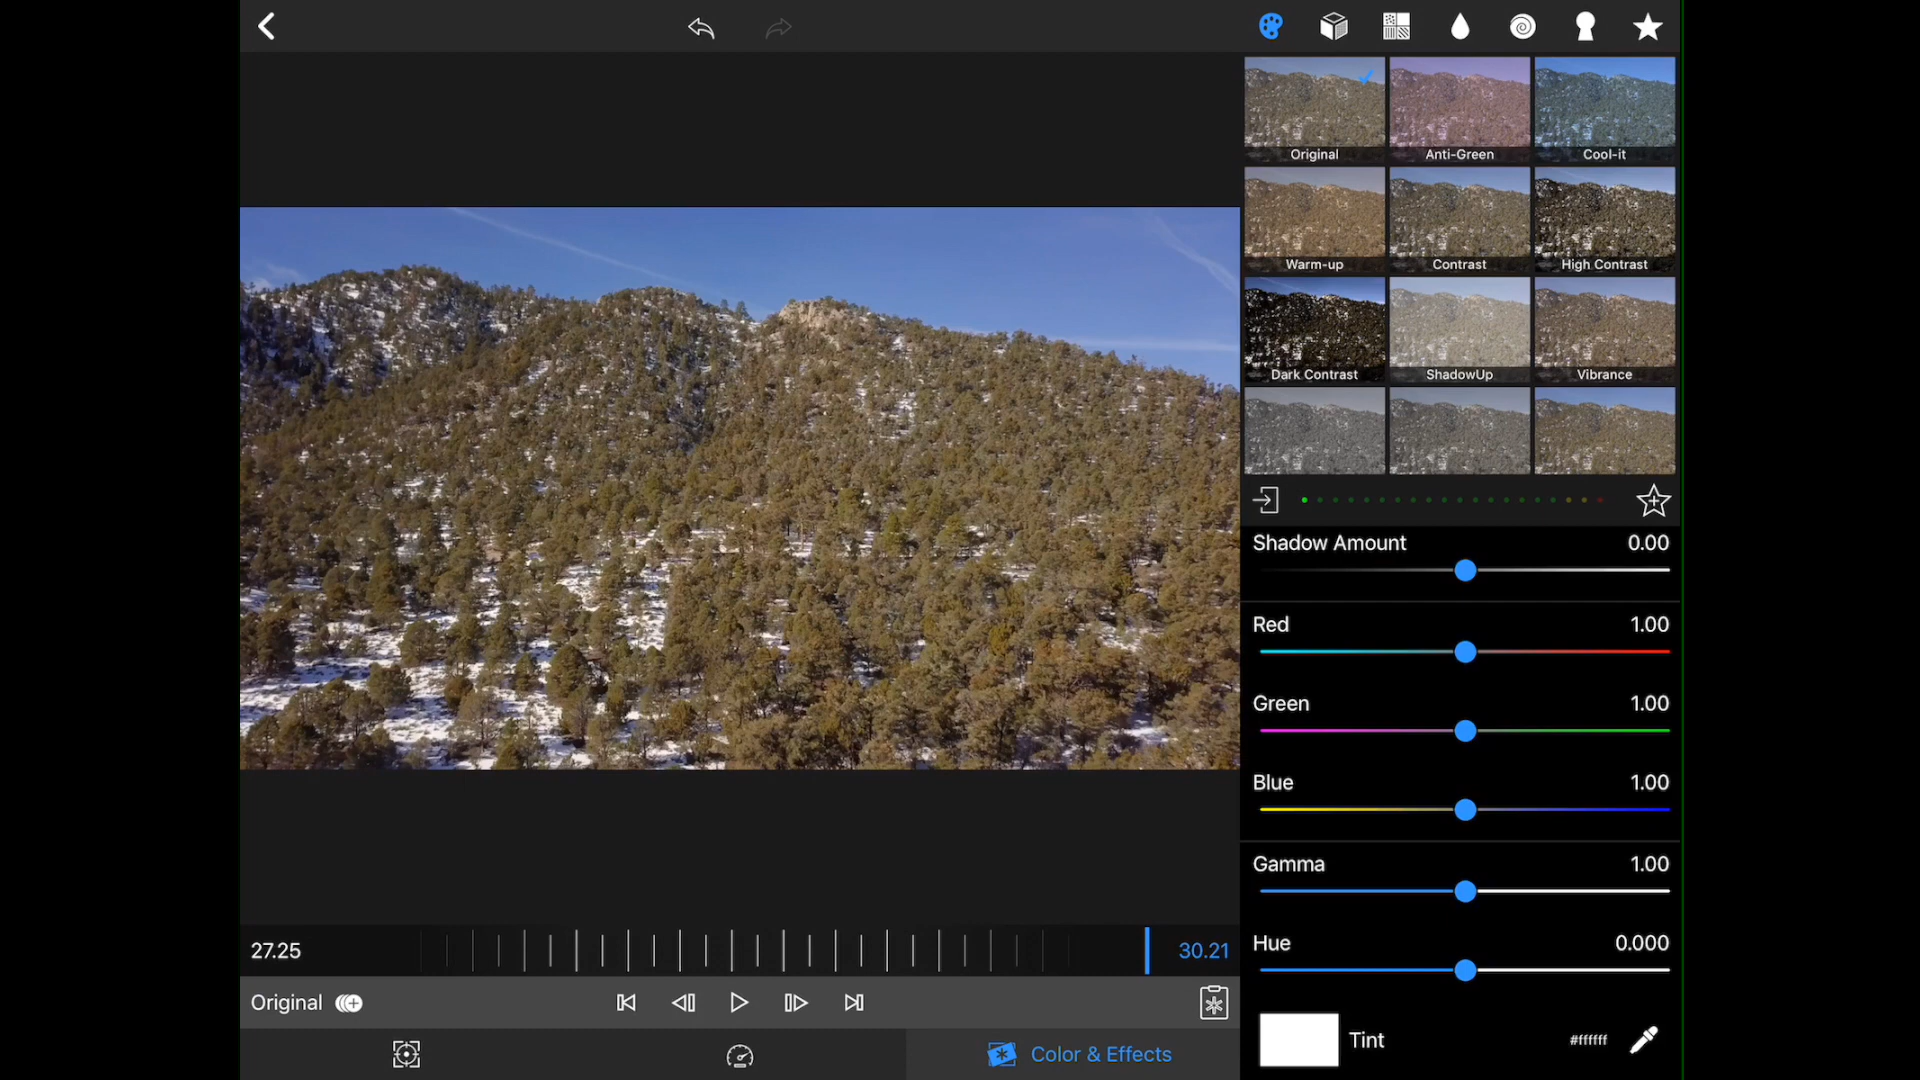 Original
Anti-Green
Cool-it
Warm-up
Contrast
High Contrast
Dark Contrast
ShadowUp
Vibrance
Shadow Amount 0.00
Red 1.00
Green 1.00
Blue 1.00
Gamma 1.00
Hue 0.000
Tint #ffffff
27.25
30.21
Original
Color & Effects